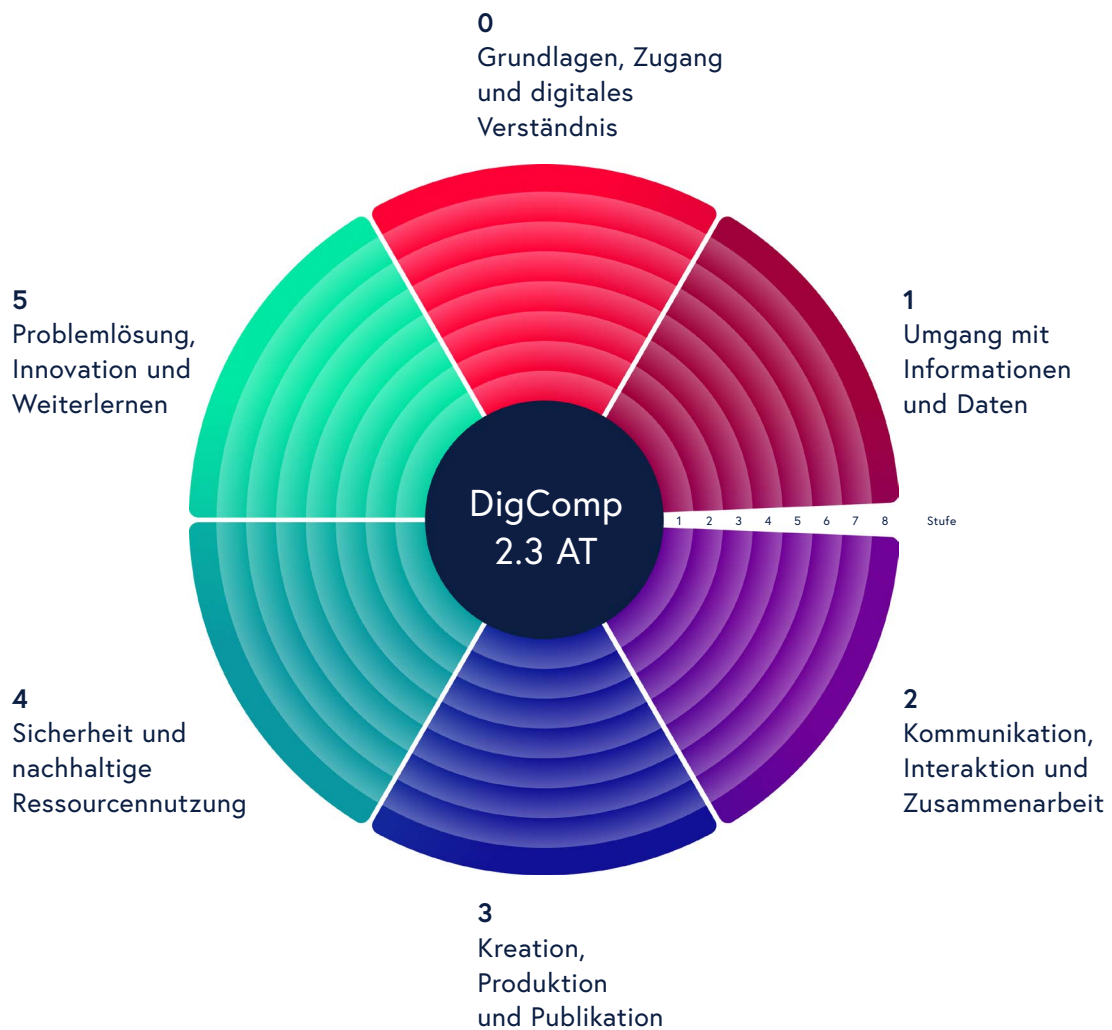 0
Grundlagen, Zugang
und digitales
Verständnis
5
Problemlösung,
Innovation und
Weiterlernen
1
Umgang mit
Informationen
und Daten
DigComp
2.3 AT
1 2 3 4 5 6 7 8 Stufe
4
Sicherheit und
nachhaltige
Ressourcennutzung
2
Kommunikation,
Interaktion und
Zusammenarbeit
3
Kreation,
Produktion
und Publikation